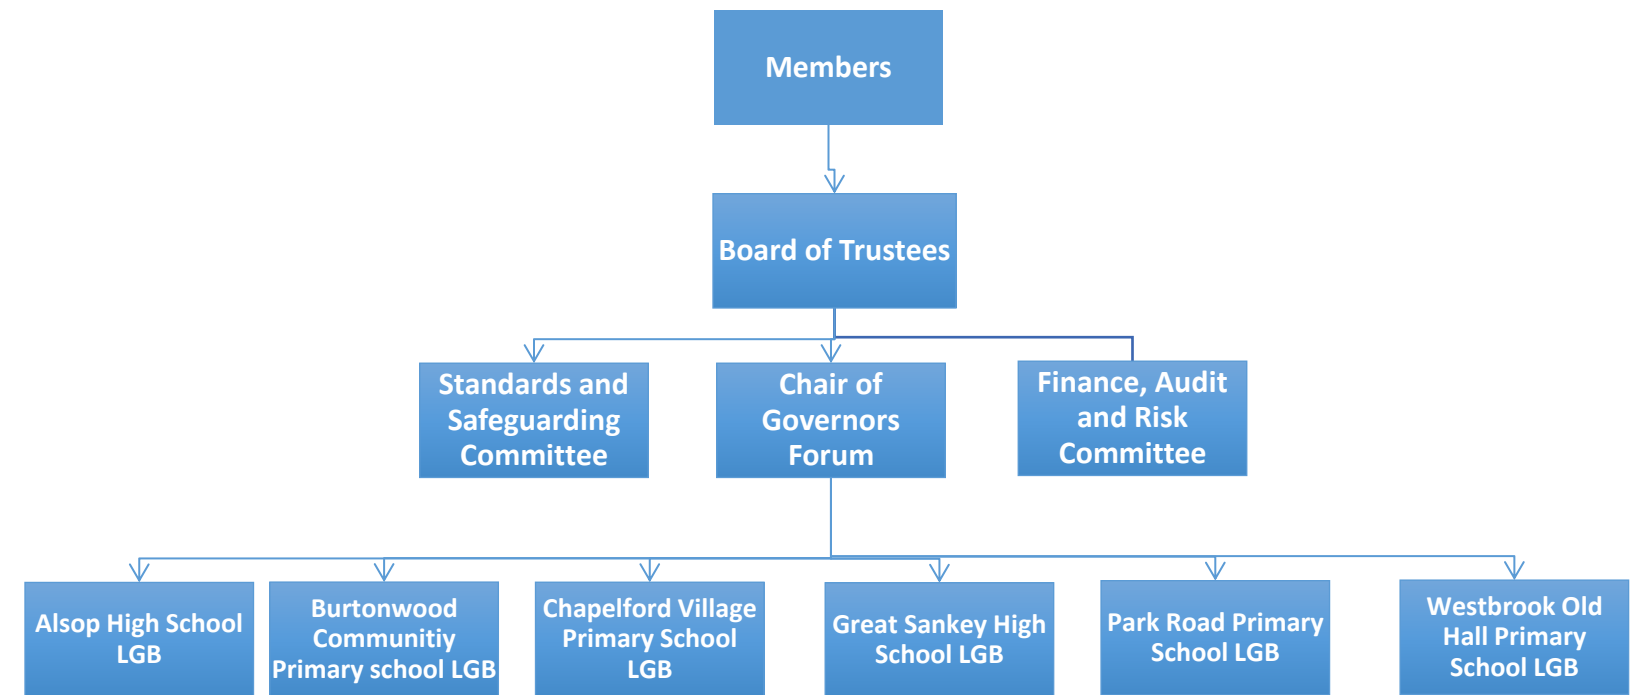 Members
Board of Trustees
Standards and
Safeguarding
Committee
Chair of
Governors
Forum
Finance, Audit
and Risk
Committee
Alsop High School
LGB
Burtonwood
Communitiy
Primary school LGB
Chapelford Village
Primary School
LGB
Great Sankey High
School LGB
Park Road Primary
School LGB
Westbrook Old
Hall Primary
School LGB